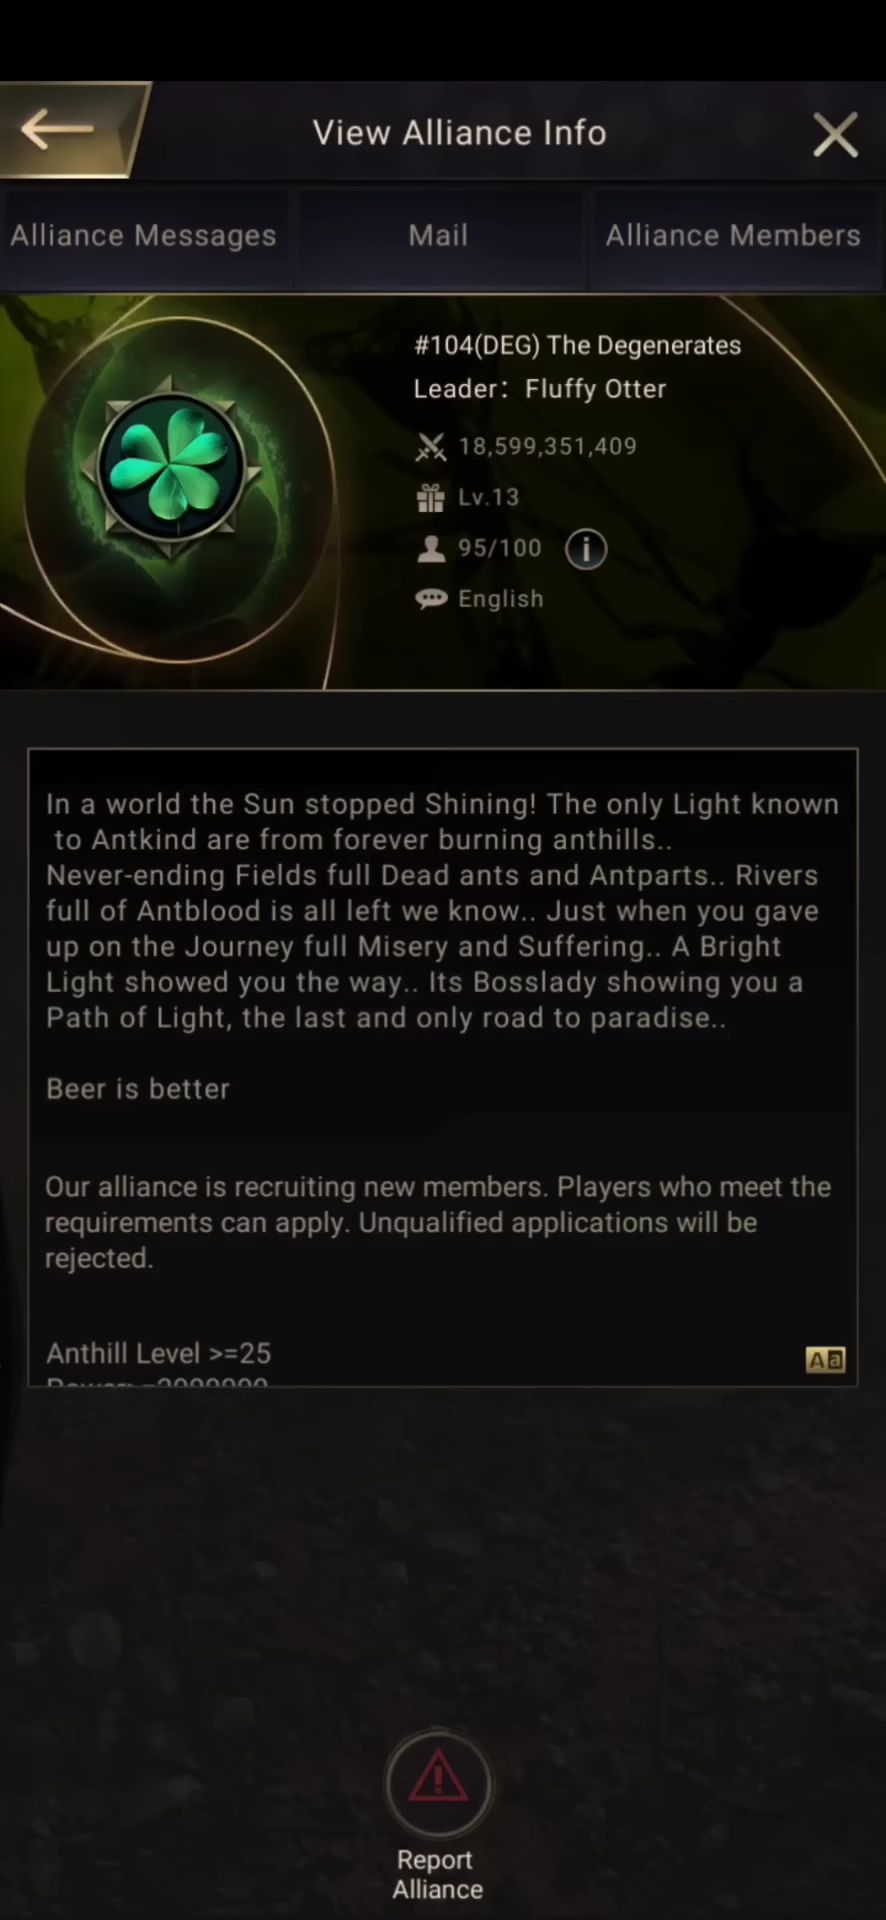 View Alliance Info
Alliance Messages
Mail
Alliance Members
#104(DEG) The Degenerates
Leader: Fluffy Otter
18,599,351,409
Lv.13
95/100
English
In a world the Sun stopped Shining! The only Light known
to Antkind are from forever burning anthills..
Never-ending Fields full Dead ants and Antparts.. Rivers
full of Antblood is all left we know.. Just when you gave
up on the Journey full Misery and Suffering.. A Bright
Light showed you the way.. Its Bosslady showing you a
Path of Light, the last and only road to paradise..
Beer is better
Our alliance is recruiting new members. Players who meet the
requirements can apply. Unqualified applications will be
rejected.
Anthill Level >=25
Aa
Report
Alliance